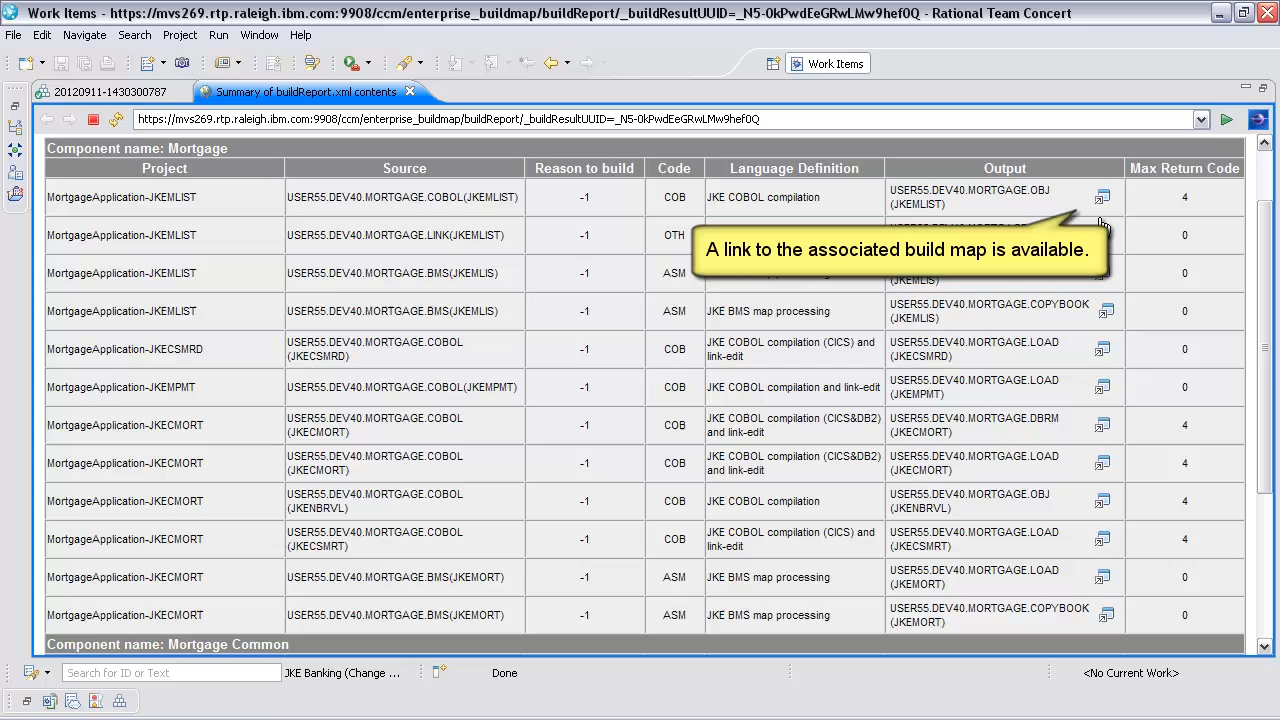 Work Items - https://mvs269.rtp.raleigh.ibm.com:9908/ccm/enterprise_buildmap/buildReport/_buildResultUUID=_N5-0kPwdEeGRwLMw9hef0Q - Rational Team Concert
File Edit Navigate Search Project Run Window Help
Work Items
20120911-1430300787 Summary of buildReport.xml contents
https://mvs269.rtp.raleigh.ibm.com:9908/ccm/enterprise_buildmap/buildReport/_buildResultUUID=_N5-0kPwdEeGRwLMw9hef0Q
Component name: Mortgage
Project Source Reason to build Code Language Definition Output Max Return Code
MortgageApplication-JKEMLIST USER55.DEV40.MORTGAGE.COBOL(JKEMLIST) -1 COB JKE COBOL compilation USER55.DEV40.MORTGAGE.OBJ 4
(JKEMLIST)
MortgageApplication-JKEMLIST USER55.DEV40.MORTGAGE.LINK(JKEMLIST) -1 OTH 0
A link to the associated build map is available.
MortgageApplication-JKEMLIST USER55.DEV40.MORTGAGE.BMS(JKEMLIS) -1 ASM 0
(JKEMLIS)
MortgageApplication-JKEMLIST USER55.DEV40.MORTGAGE.BMS(JKEMLIS) -1 ASM JKE BMS map processing USER55.DEV40.MORTGAGE.COPYBOOK 0
(JKEMLIS)
MortgageApplication-JKECSMRD USER55.DEV40.MORTGAGE.COBOL -1 COB JKE COBOL compilation (CICS) and USER55.DEV40.MORTGAGE.LOAD 0
(JKECSMRD) link-edit (JKECSMRD)
MortgageApplication-JKEMPMT USER55.DEV40.MORTGAGE.COBOL(JKEMPMT) -1 COB JKE COBOL compilation and link-edit USER55.DEV40.MORTGAGE.LOAD 0
(JKEMPMT)
MortgageApplication-JKECMORT USER55.DEV40.MORTGAGE.COBOL -1 COB JKE COBOL compilation (CICS&DB2) USER55.DEV40.MORTGAGE.DBRM 4
(JKECMORT) and link-edit (JKECMORT)
MortgageApplication-JKECMORT USER55.DEV40.MORTGAGE.COBOL -1 COB JKE COBOL compilation (CICS&DB2) USER55.DEV40.MORTGAGE.LOAD 4
(JKECMORT) and link-edit (JKECMORT)
MortgageApplication-JKECMORT USER55.DEV40.MORTGAGE.COBOL -1 COB JKE COBOL compilation USER55.DEV40.MORTGAGE.OBJ 4
(JKENBRVL) (JKENBRVL)
MortgageApplication-JKECMORT USER55.DEV40.MORTGAGE.COBOL -1 COB JKE COBOL compilation (CICS) and USER55.DEV40.MORTGAGE.LOAD 4
(JKECSMRT) link-edit (JKECSMRT)
MortgageApplication-JKECMORT USER55.DEV40.MORTGAGE.BMS(JKEMORT) -1 ASM JKE BMS map processing USER55.DEV40.MORTGAGE.LOAD 0
(JKEMORT)
MortgageApplication-JKECMORT USER55.DEV40.MORTGAGE.BMS(JKEMORT) -1 ASM JKE BMS map processing USER55.DEV40.MORTGAGE.COPYBOOK 0
(JKEMORT)
Component name: Mortgage Common
Search for ID or Text JKE Banking (Change ... Done <No Current Work>